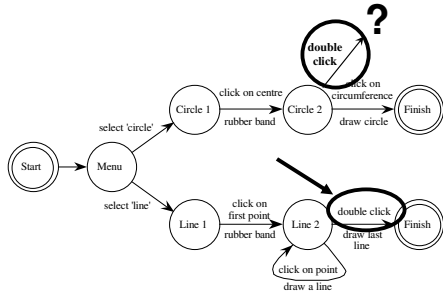 ?
double
click
click on centre
click on
circumference
Circle 1
Circle 2
Finish
rubber band
draw circle
select 'circle'
Start
Menu
select 'line'
click on
first point
double click
Line 1
Line 2
Finish
rubber band
draw last
line
click on point
draw a line